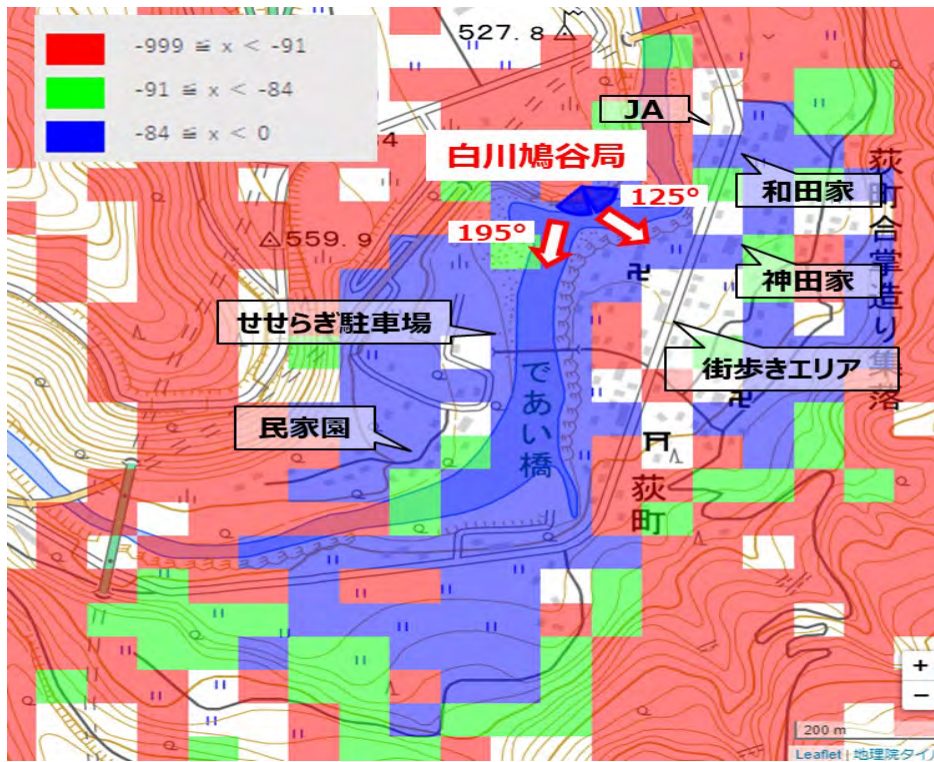 -999 ≦ x < -91
-91 ≦ x < -84
-84 ≦ x < 0
527.8
4
JA
白川鳩谷局
125°
195°
和田家
559.9
神田家
荻町合掌造り集落
せせらぎ駐車場
街歩きエリア
であい橋
民家園
荻町
+
−
200 m
Leaflet | 地理院タイル